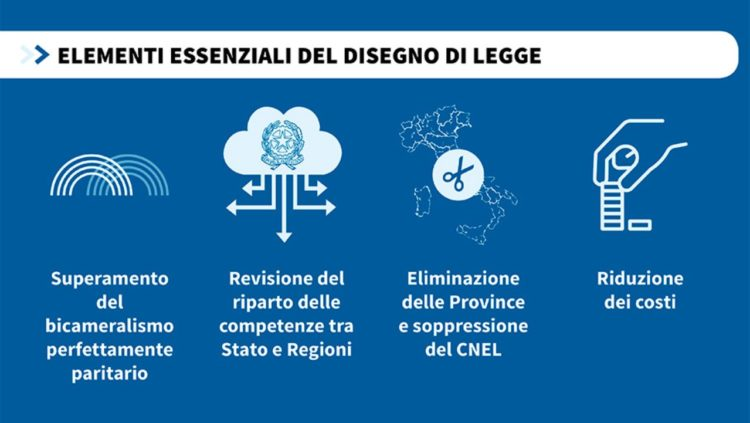 ELEMENTI ESSENZIALI DEL DISEGNO DI LEGGE
Superamento
del
bicameralismo
perfettamente
paritario
Revisione del
riparto delle
competenze tra
Stato e Regioni
Eliminazione
delle Province
e soppressione
del CNEL
Riduzione
dei costi